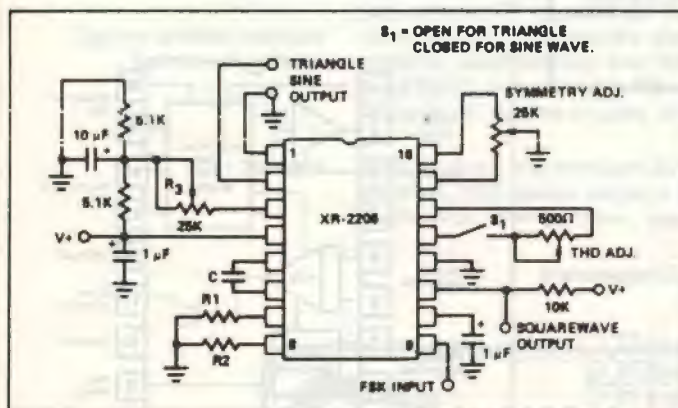 S1 = OPEN FOR TRIANGLE
CLOSED FOR SINE WAVE.
TRIANGLE
SINE
OUTPUT
SYMMETRY ADJ.
25K
5.1K
10 µF
+
1
16
R3
25K
5.1K
XR-2206
S1
500Ω
THD ADJ.
V+
+
1 µF
C
V+
10K
R1
SQUAREWAVE
OUTPUT
R2
8
9
+
1 µF
FSK INPUT